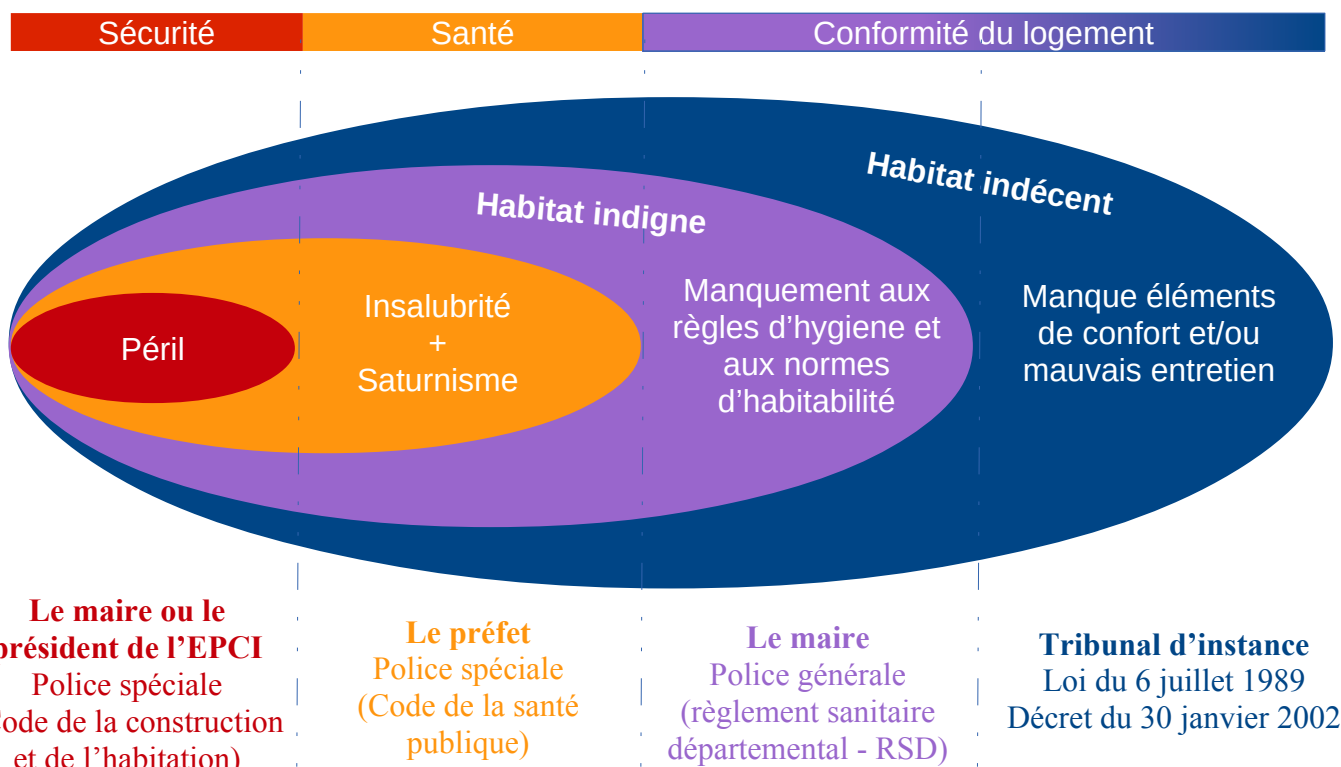 Sécurité
Santé
Conformité du logement
Habitat indécent
Habitat indigne
Péril
Insalubrité
+
Saturnisme
Manquement aux
règles d’hygiene et
aux normes
d’habitabilité
Manque éléments
de confort et/ou
mauvais entretien
Le maire ou le
président de l’EPCI
Police spéciale
Code de la construction
et de l’habitation)
Le préfet
Police spéciale
(Code de la santé
publique)
Le maire
Police générale
(règlement sanitaire
départemental - RSD)
Tribunal d’instance
Loi du 6 juillet 1989
Décret du 30 janvier 2002